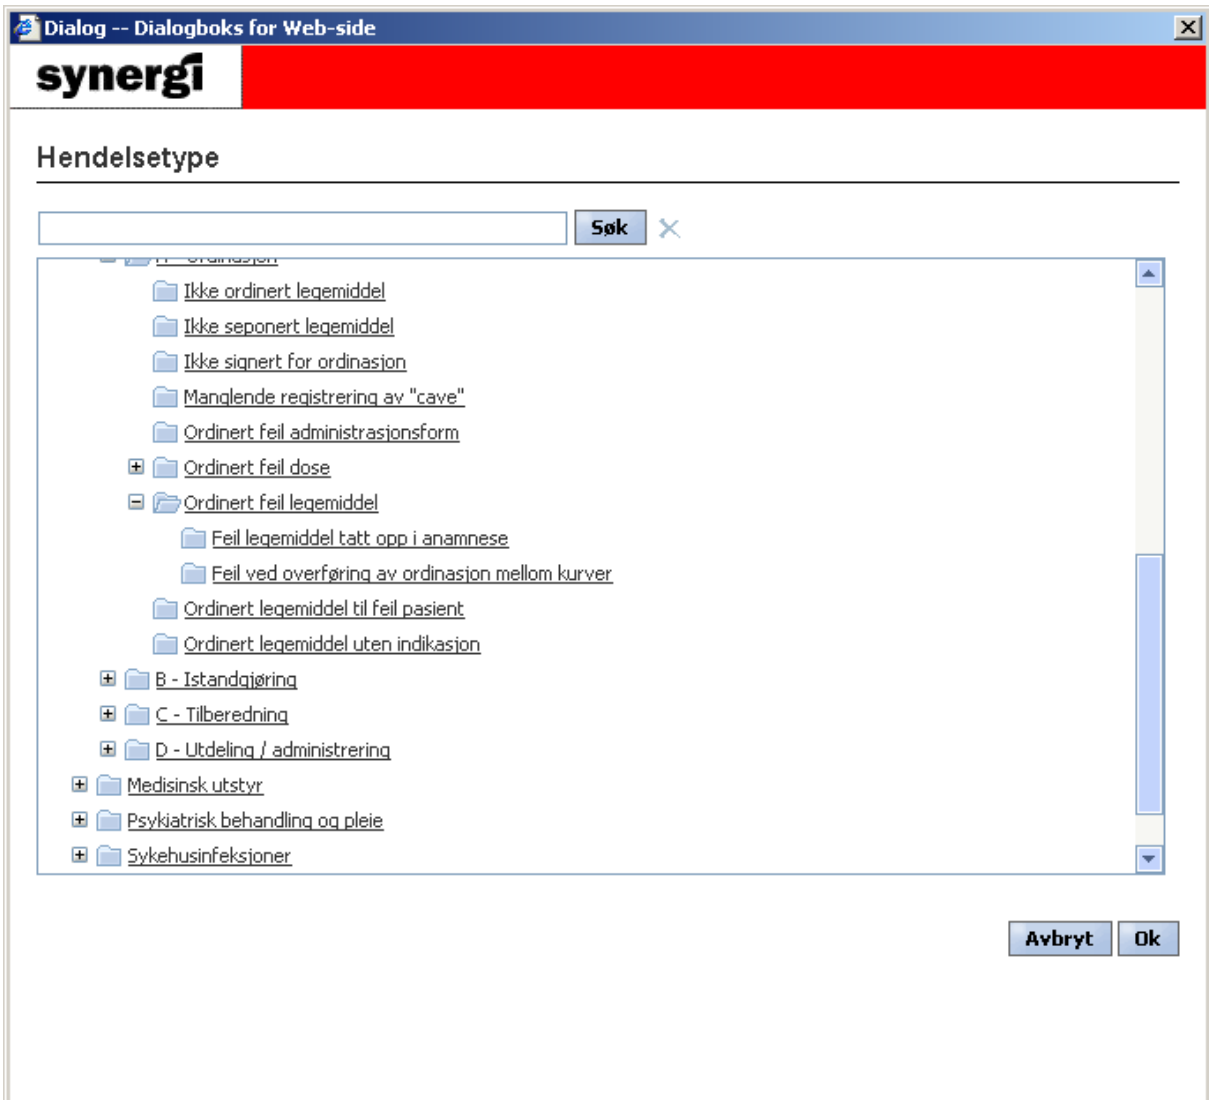 Dialog -- Dialogboks for Web-side
synergi
Hendelsetype
Søk
A - Ordinasjon
Ikke ordinert legemiddel
Ikke seponert legemiddel
Ikke signert for ordinasjon
Manglende registrering av "cave"
Ordinert feil administrasjonsform
Ordinert feil dose
Ordinert feil legemiddel
Feil legemiddel tatt opp i anamnese
Feil ved overføring av ordinasjon mellom kurver
Ordinert legemiddel til feil pasient
Ordinert legemiddel uten indikasjon
B - Istandgjøring
C - Tilberedning
D - Utdeling / administrering
Medisinsk utstyr
Psykiatrisk behandling og pleie
Sykehusinfeksjoner
Avbryt Ok